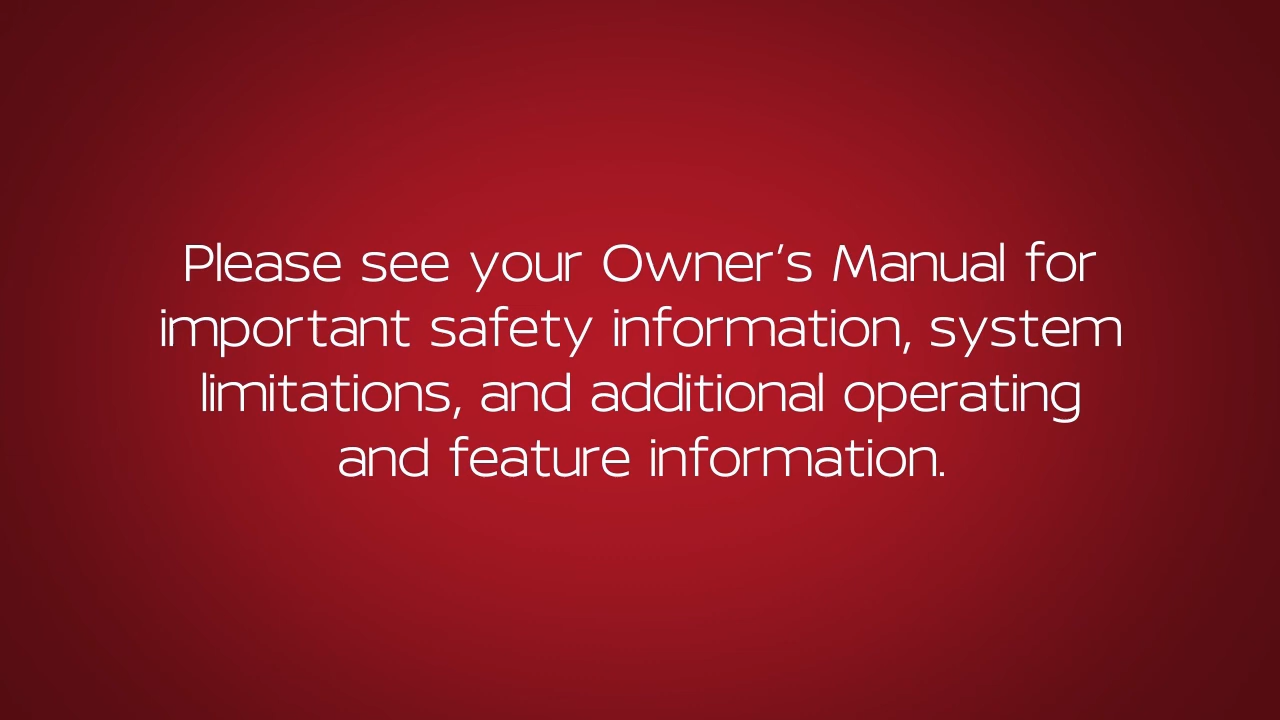 Please see your Owner’s Manual for
important safety information, system
limitations, and additional operating
and feature information.